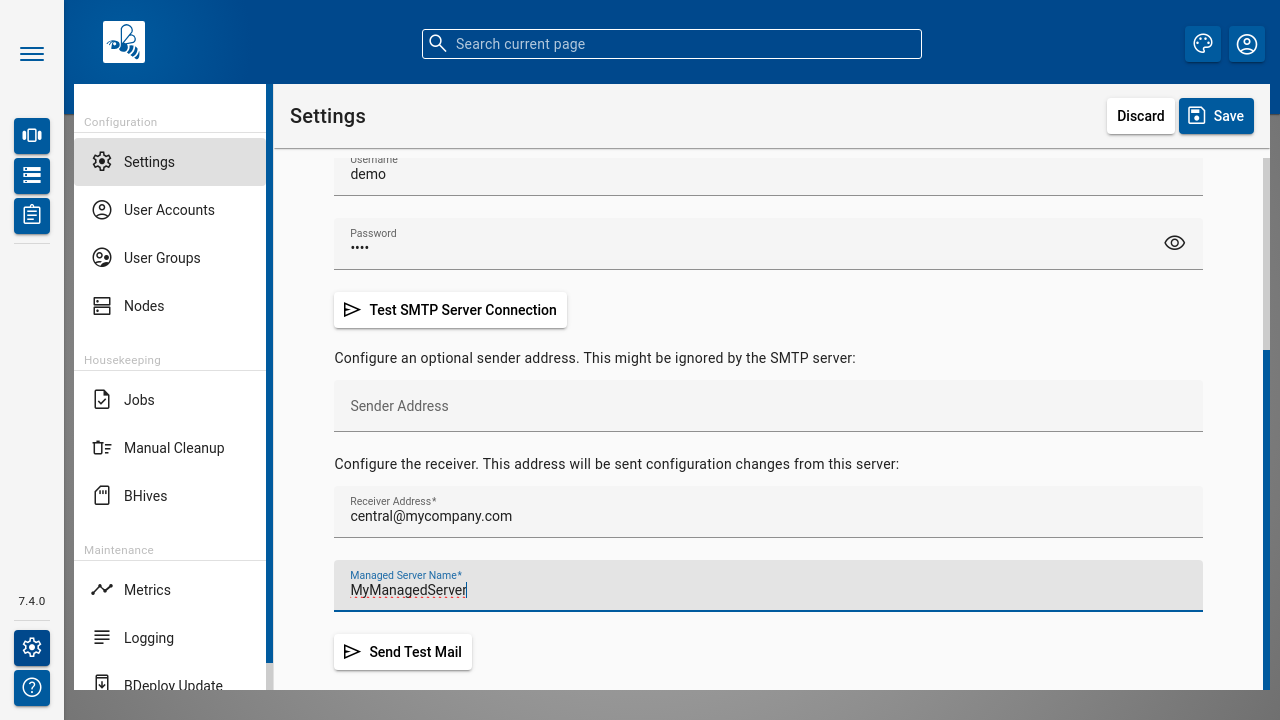 Search current page
Configuration
Settings
User Accounts
User Groups
Nodes
Housekeeping
Jobs
Manual Cleanup
BHives
Maintenance
Metrics
Logging
BDeploy Update
7.4.0
Settings
Discard
Save
Username
demo
Password
••••
Test SMTP Server Connection
Configure an optional sender address. This might be ignored by the SMTP server:
Sender Address
Configure the receiver. This address will be sent configuration changes from this server:
Receiver Address*
central@mycompany.com
Managed Server Name*
MyManagedServer
Send Test Mail